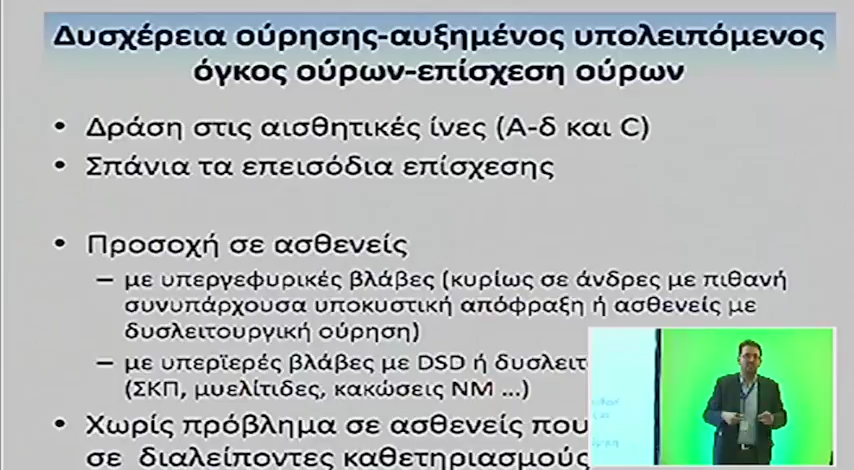 Δυσχέρεια ούρησης-αυξημένος υπολειπόμενος
όγκος ούρων-επίσχεση ούρων
• Δράση στις αισθητικές ίνες (Α-δ και C)
• Σπάνια τα επεισόδια επίσχεσης
• Προσοχή σε ασθενείς
– με υπεργεφυρικές βλάβες (κυρίως σε άνδρες με πιθανή
συνυπάρχουσα υποκυστική απόφραξη ή ασθενείς με
δυσλειτουργική ούρηση)
– με υπερϊερές βλάβες με DSD ή
(ΣΚΠ, μυελίτιδες, κακώσεις ΝΜ ...)
• Χωρίς πρόβλημα σε ασθενείς που
σε διαλείποντες καθετηριασμούς